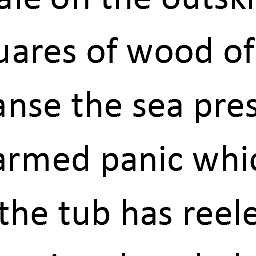 ale on the outski
uares of wood of
anse the sea pres
armed panic whic
the tub has reele